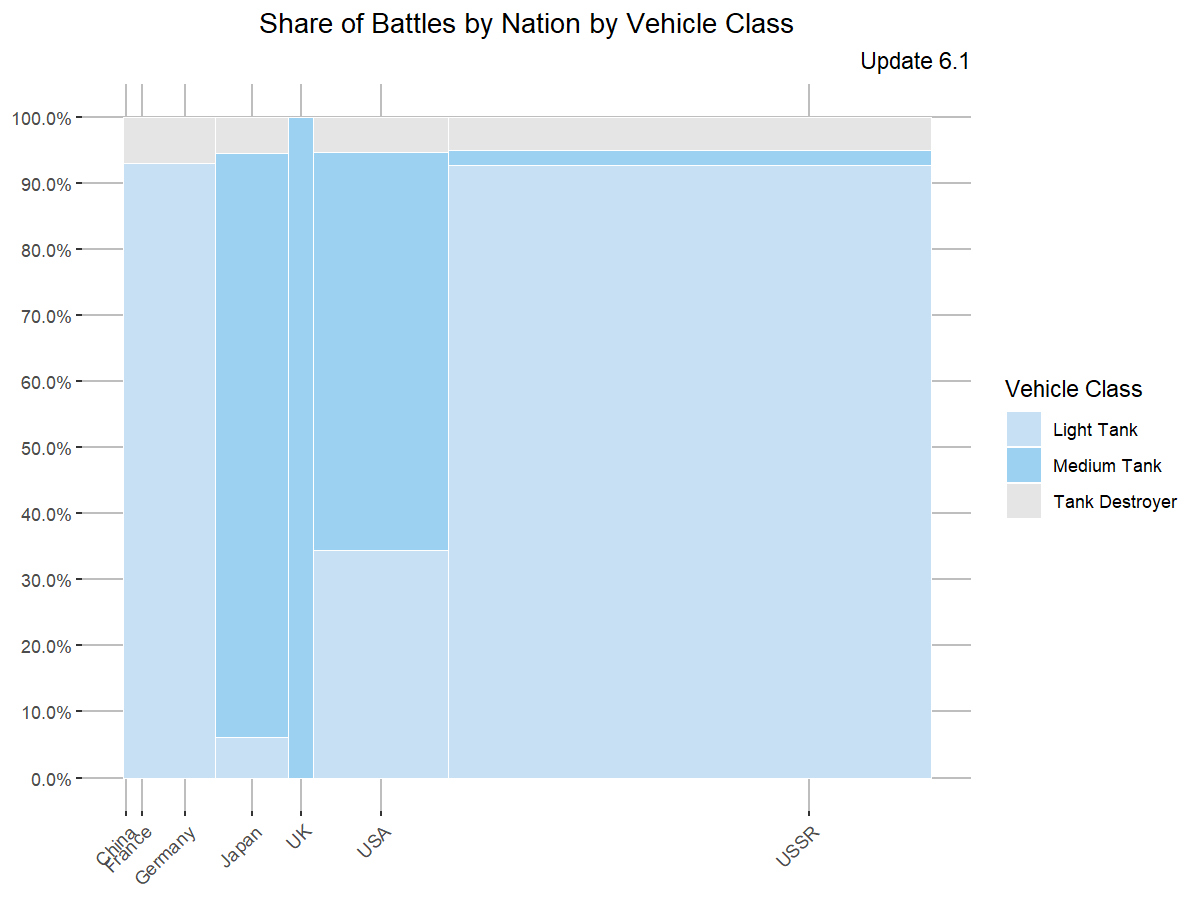 Share of Battles by Nation by Vehicle Class
Update 6.1
100.0%
90.0%
80.0%
70.0%
60.0%
50.0%
40.0%
30.0%
20.0%
10.0%
0.0%
China
France
Germany
Japan
UK
USA
USSR
Vehicle Class
Light Tank
Medium Tank
Tank Destroyer